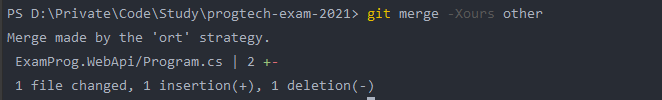 PS D:\Private\Code\Study\progtech-exam-2021> git merge -Xours other
Merge made by the 'ort' strategy.
 ExamProg.WebApi/Program.cs | 2 +-
 1 file changed, 1 insertion(+), 1 deletion(-)